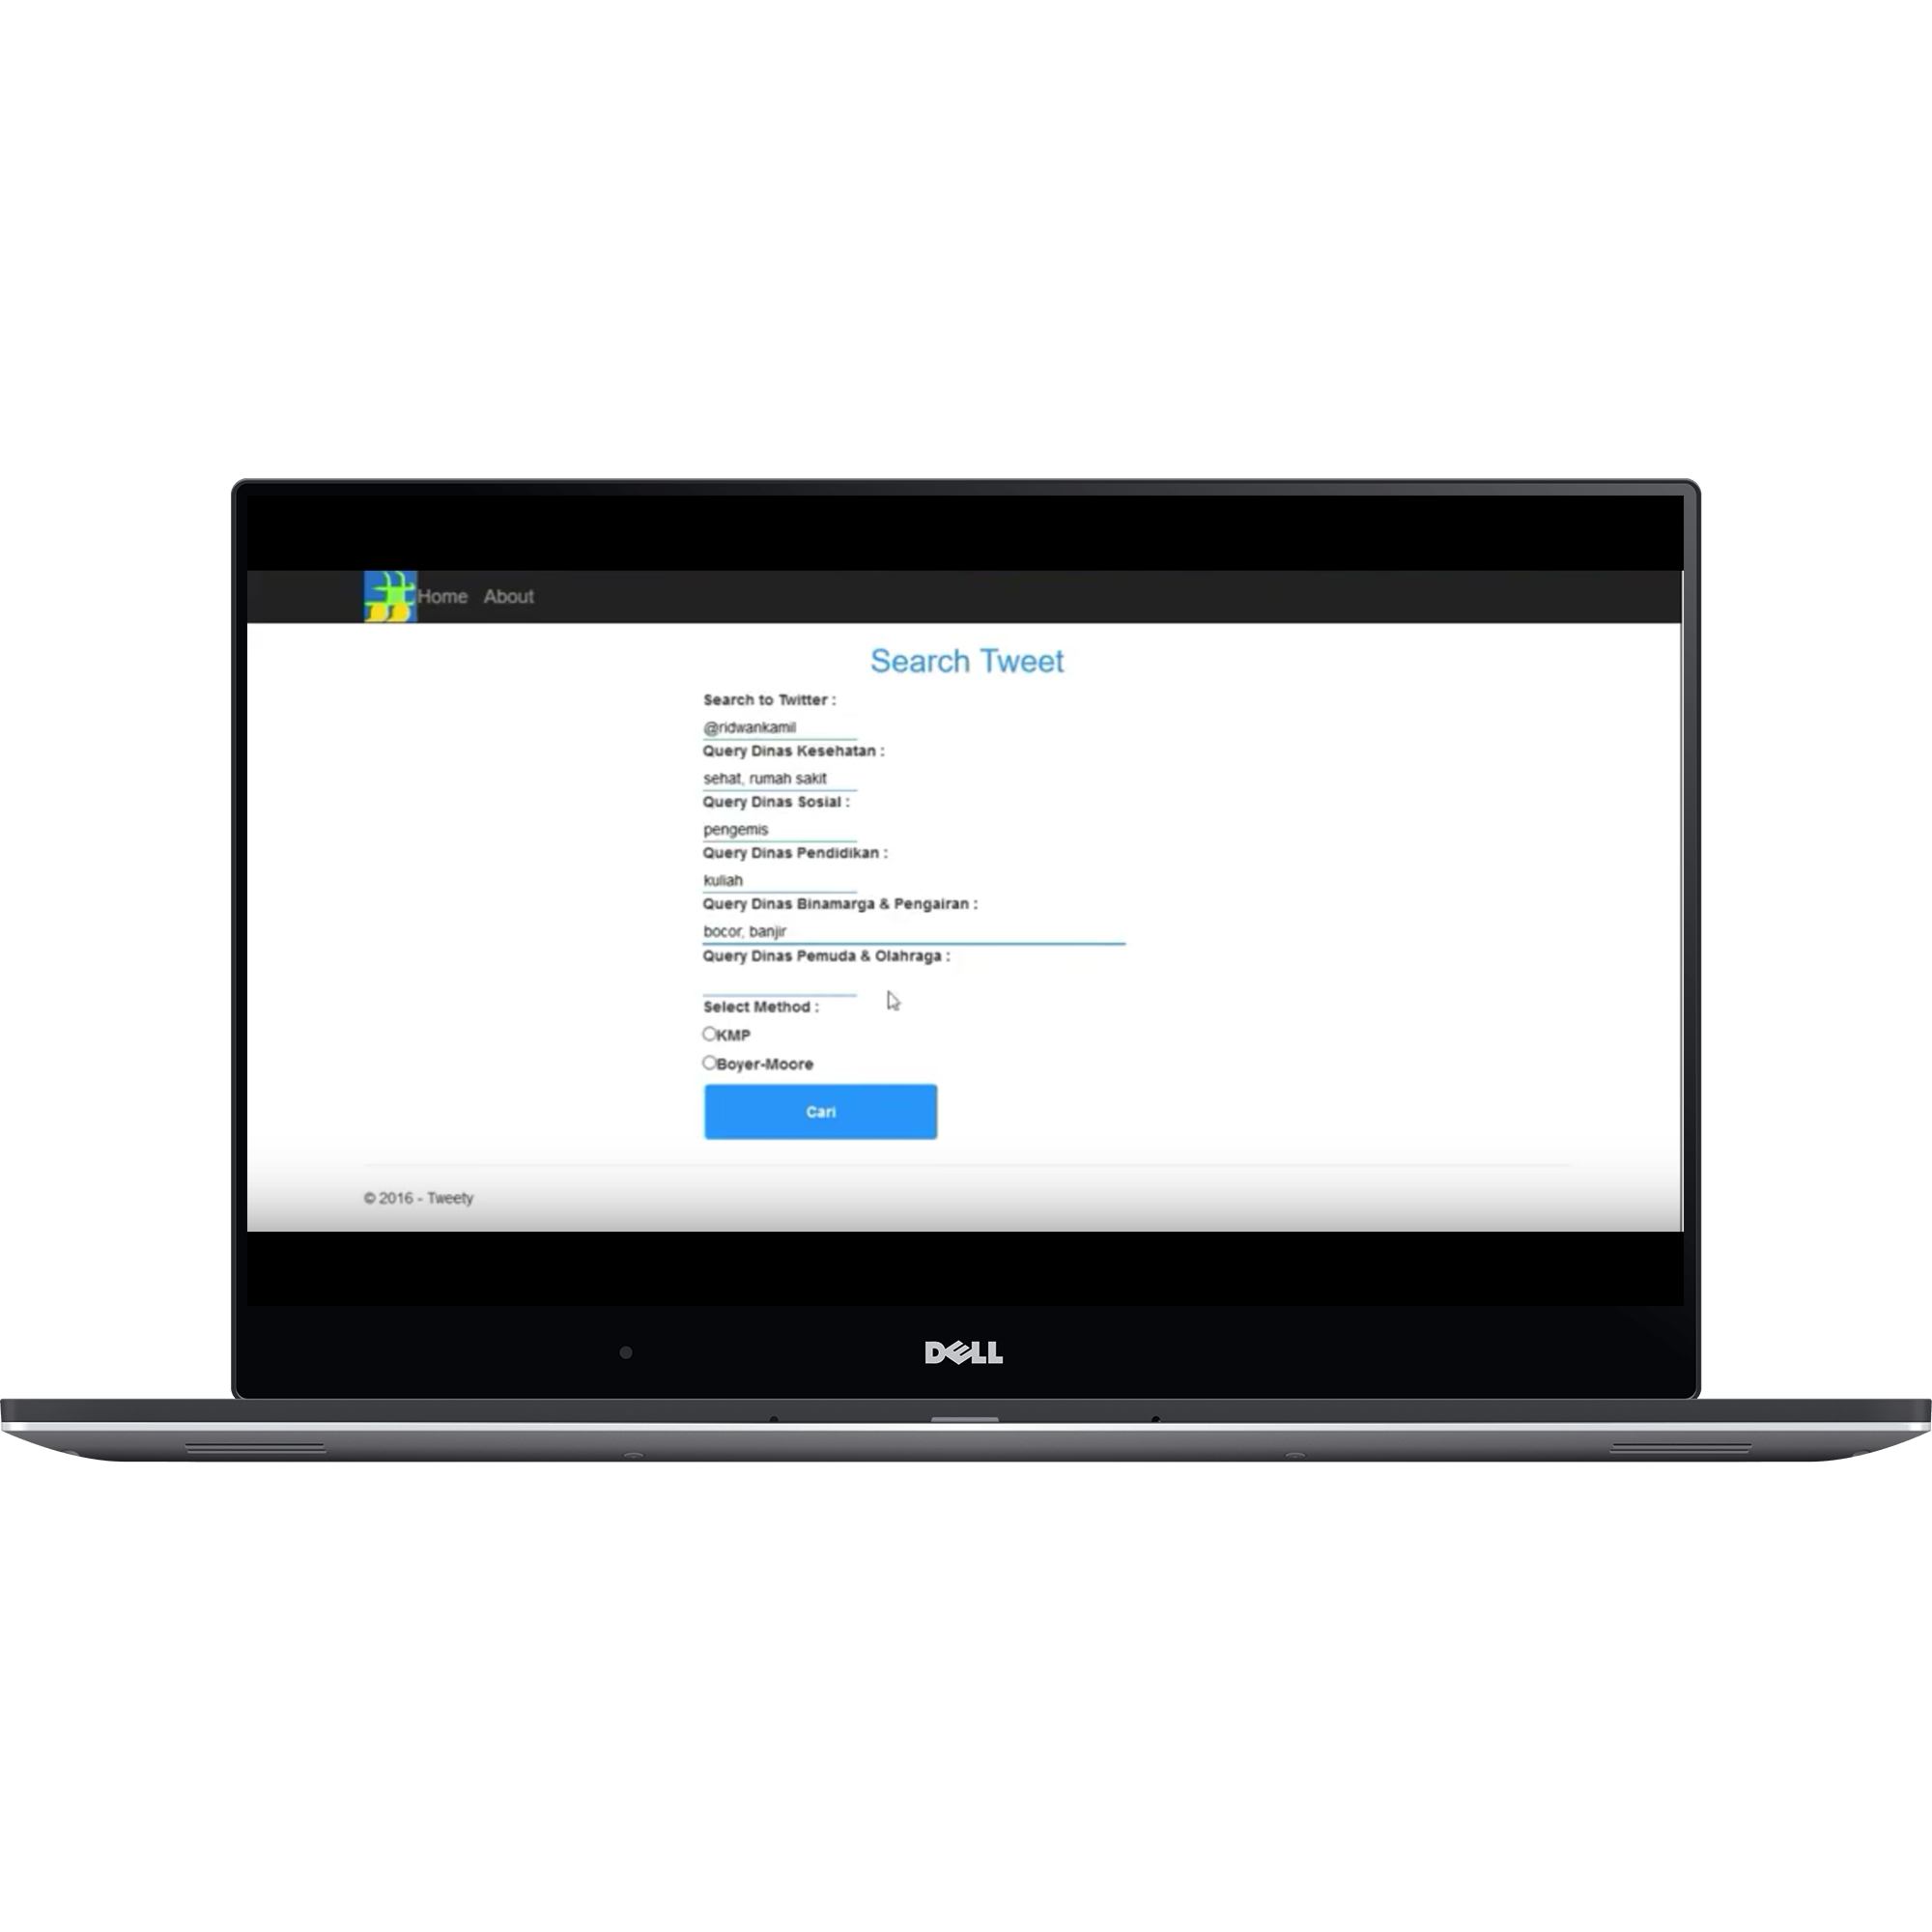 Home About
Search Tweet
Search to Twitter :
@ridwankamil
Query Dinas Kesehatan :
sehat, rumah sakit
Query Dinas Sosial :
pengemis
Query Dinas Pendidikan :
kuliah
Query Dinas Binamarga & Pengairan :
bocor, banjir
Query Dinas Pemuda & Olahraga :
Select Method :
KMP
Boyer-Moore
Cari
© 2016 - Tweety
DELL